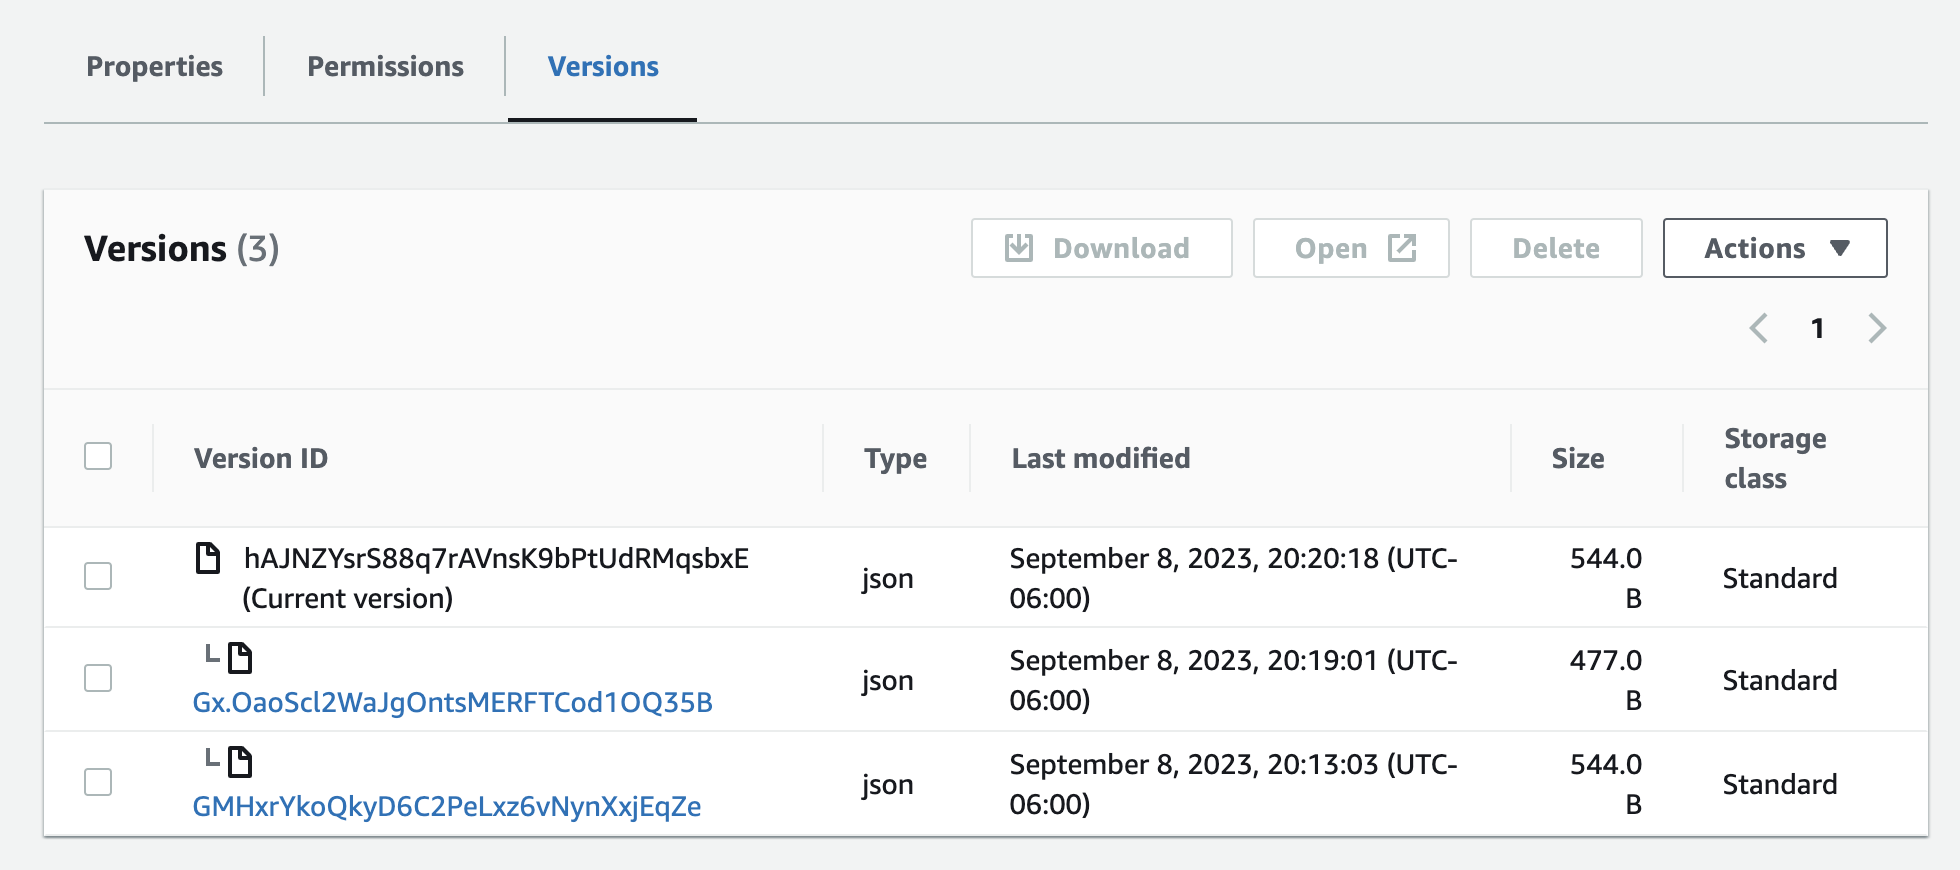 Properties
Permissions
Versions
Versions (3)
Download
Open
Delete
Actions
1
Version ID
Type
Last modified
Size
Storage
class
hAJNZYsrS88q7rAVnsK9bPtUdRMqsbxE
(Current version)
json
September 8, 2023, 20:20:18 (UTC-
06:00)
544.0
B
Standard
Gx.OaoScl2WaJgOntsMERFTCod1OQ35B
json
September 8, 2023, 20:19:01 (UTC-
06:00)
477.0
B
Standard
GMHxrYkoQkyD6C2PeLxz6vNynXxjEqZe
json
September 8, 2023, 20:13:03 (UTC-
06:00)
544.0
B
Standard